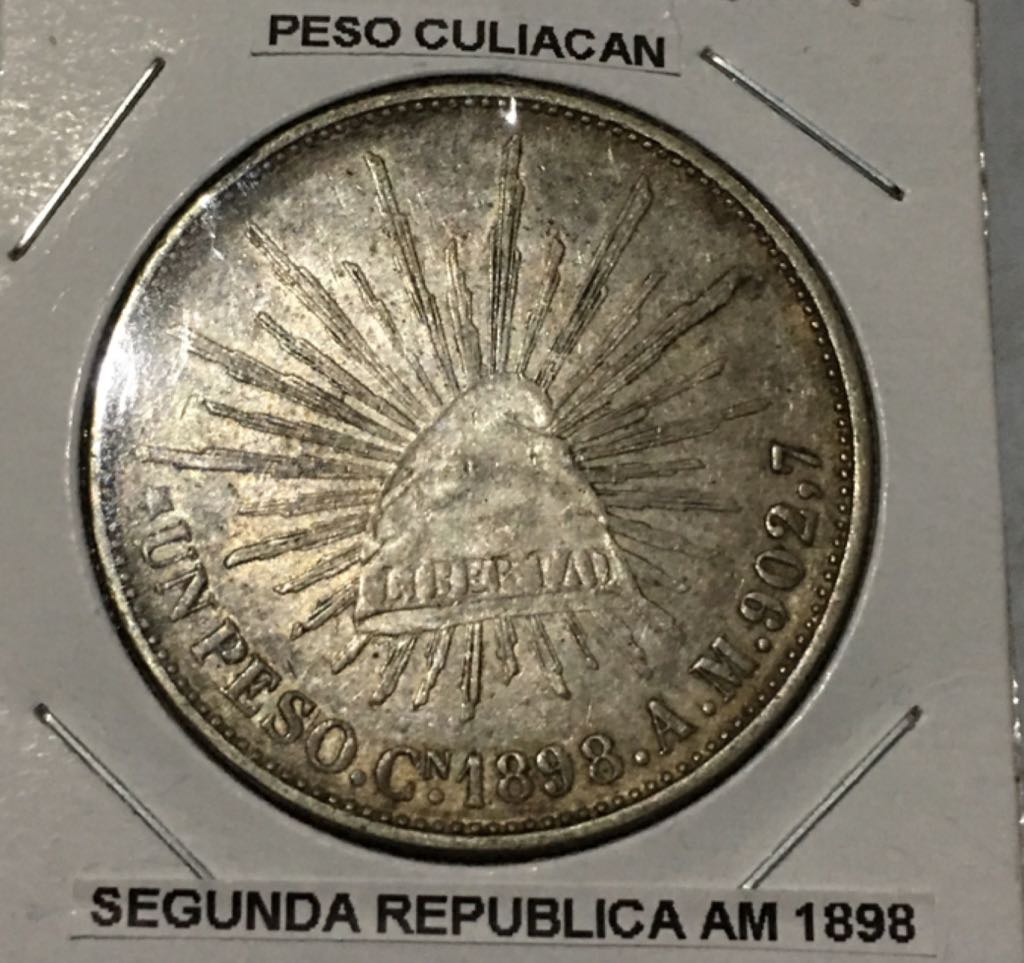 PESO CULIACAN
LIBERTAD
UN PESO. CN. 1898. A.M. 902,7
SEGUNDA REPUBLICA AM 1898